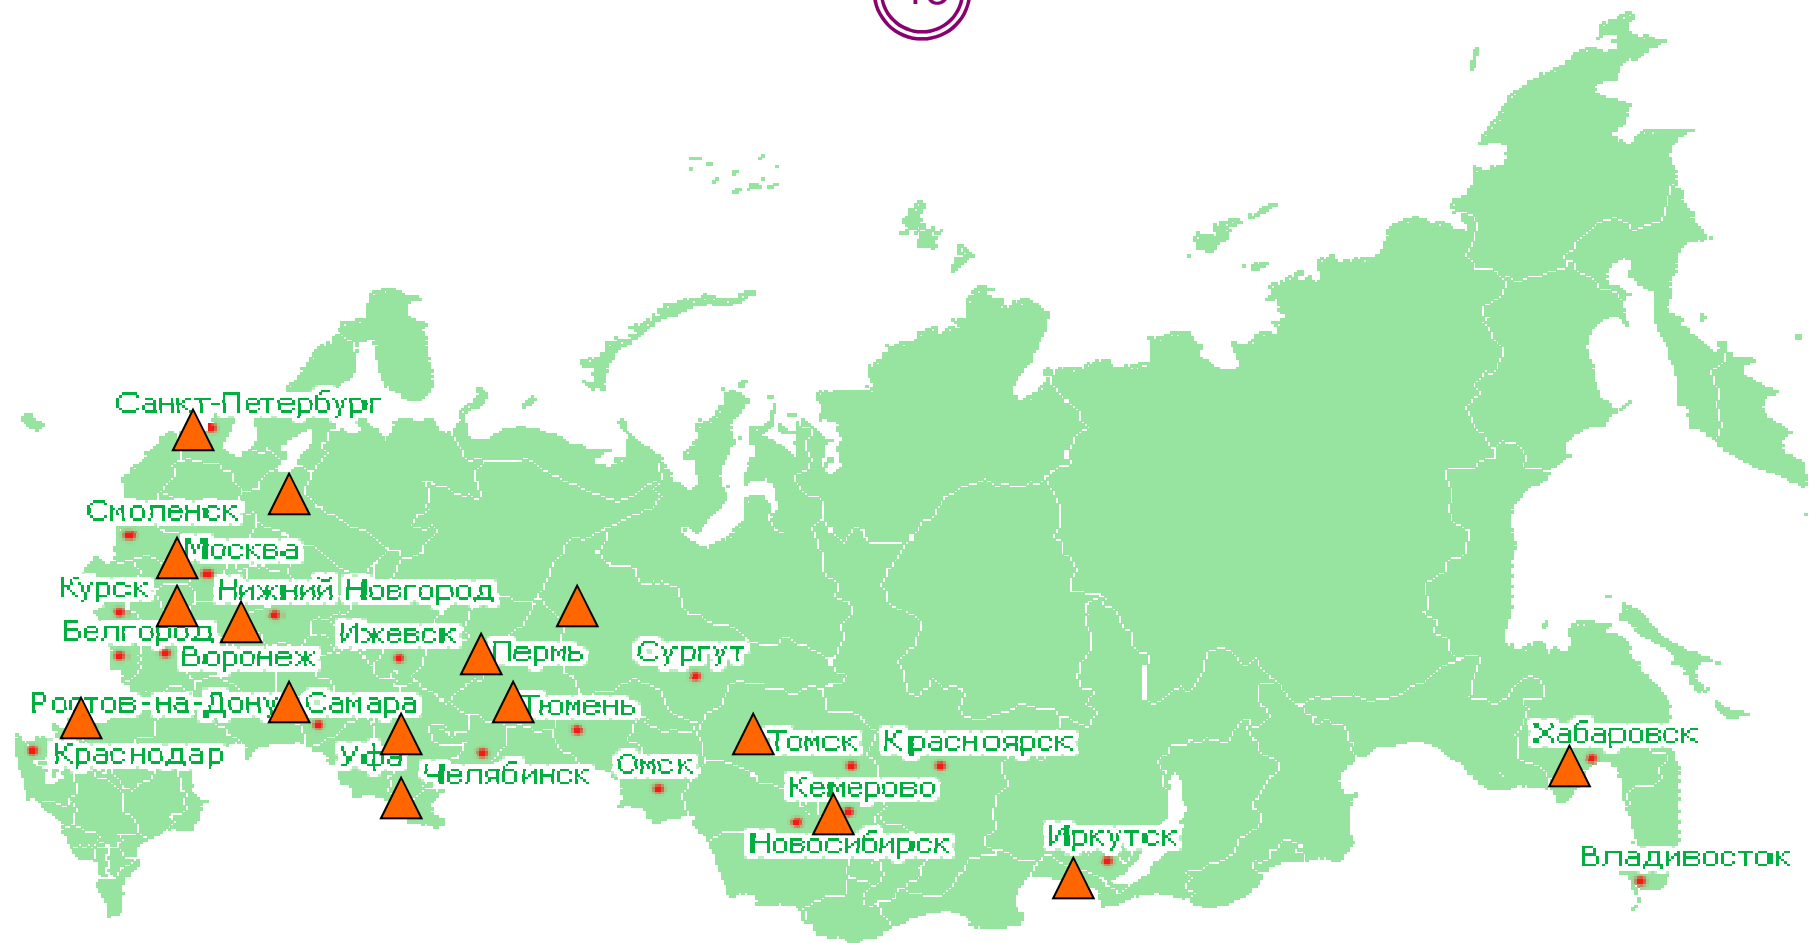 Санкт-Петербург
Смоленск
Москва
Курск
Нижний Новгород
Белгород
Ижевск
Воронеж
Пермь
Сургут
Ростов-на-Дону
Самара
Тюмень
Хабаровск
Краснодар
Уфа
Томск
Красноярск
Челябинск
Омск
Кемерово
Новосибирск
Иркутск
Владивосток